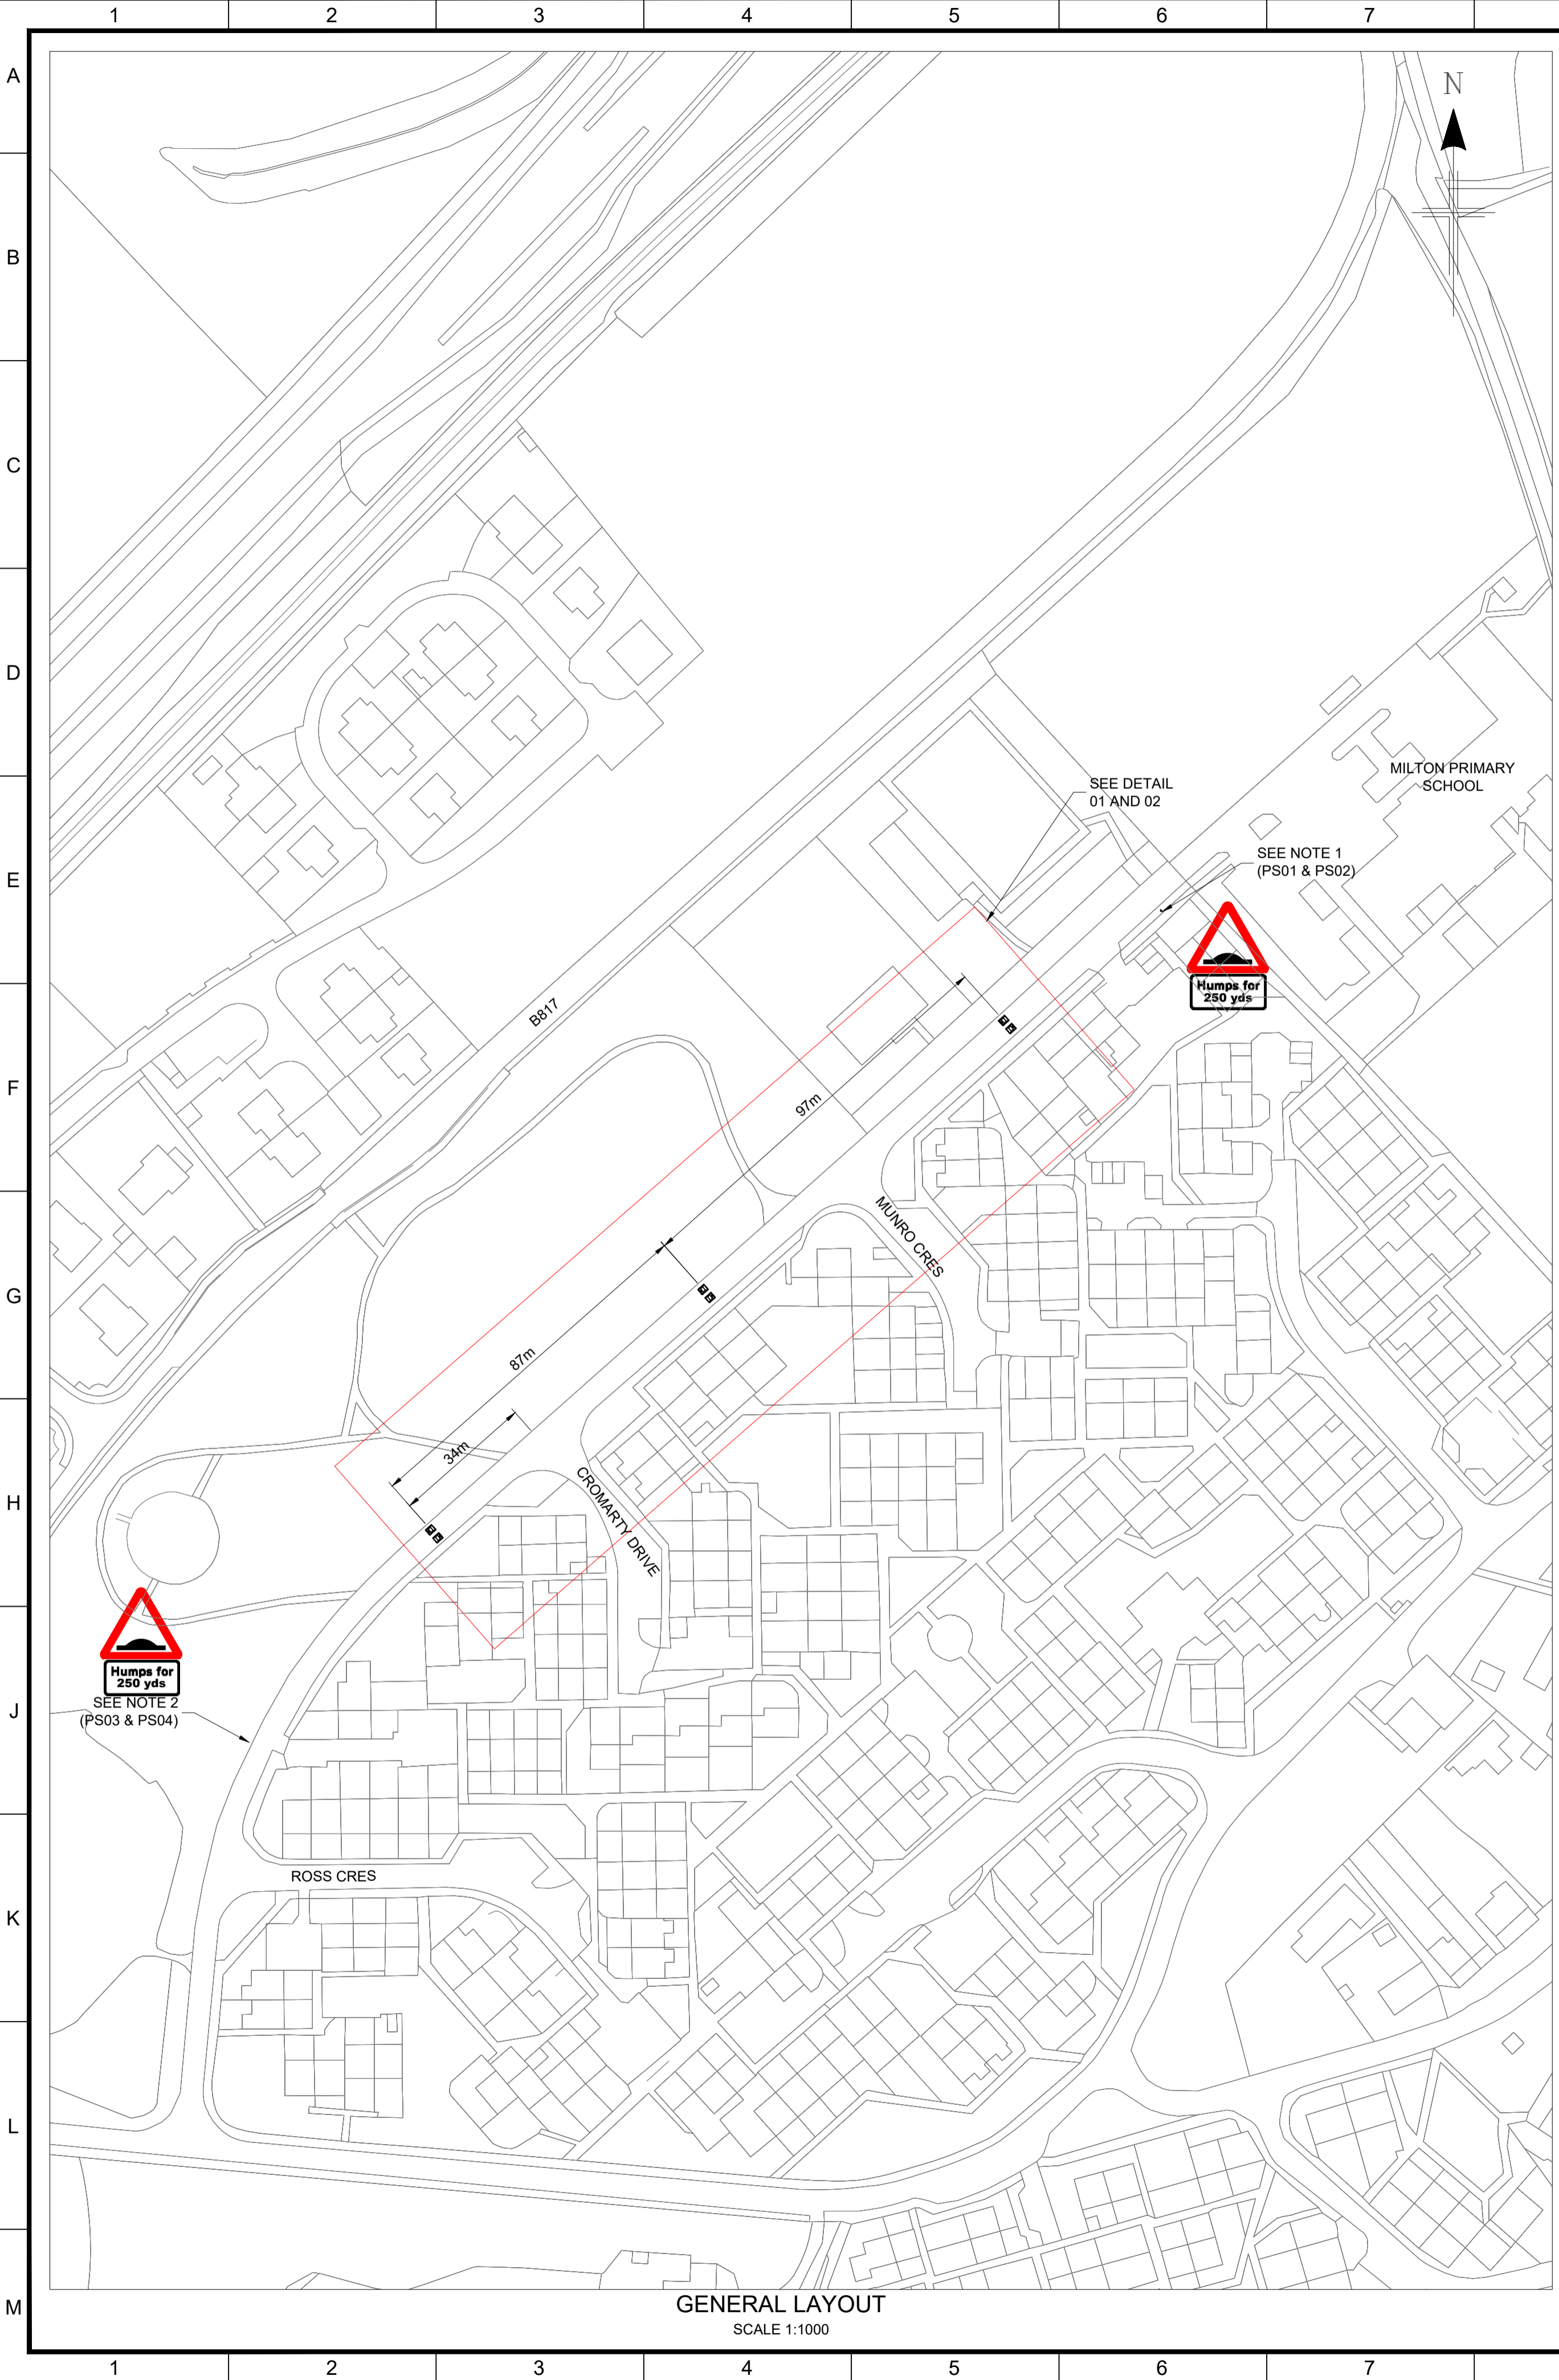 1 2 3 4 5 6 7
A
N
B
C
D
MILTON PRIMARY
SCHOOL
SEE DETAIL
01 AND 02
E
SEE NOTE 1
(PS01 & PS02)
Humps for
250 yds
B817
F
97m
MUNRO CRES
G
87m
34m
H
CROMARTY DRIVE
Humps for
250 yds
SEE NOTE 2
(PS03 & PS04)
J
ROSS CRES
K
L
M
GENERAL LAYOUT
SCALE 1:1000
1 2 3 4 5 6 7